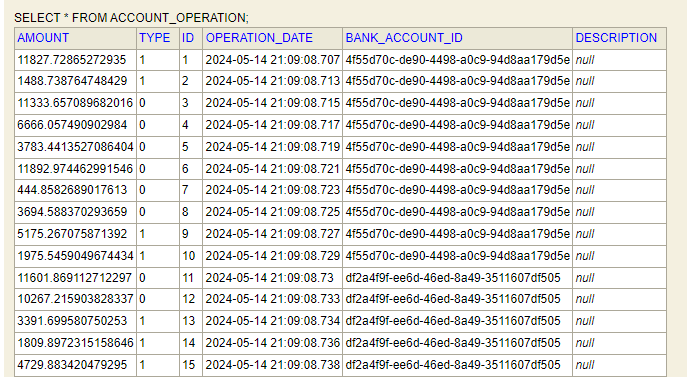 SELECT * FROM ACCOUNT_OPERATION;
AMOUNT TYPE ID OPERATION_DATE BANK_ACCOUNT_ID DESCRIPTION
11827.72865272935 1 1 2024-05-14 21:09:08.707 4f55d70c-de90-4498-a0c9-94d8aa179d5e null
1488.738764748429 1 2 2024-05-14 21:09:08.713 4f55d70c-de90-4498-a0c9-94d8aa179d5e null
11333.657089682016 0 3 2024-05-14 21:09:08.715 4f55d70c-de90-4498-a0c9-94d8aa179d5e null
6666.057490902984 0 4 2024-05-14 21:09:08.717 4f55d70c-de90-4498-a0c9-94d8aa179d5e null
3783.4413527086404 0 5 2024-05-14 21:09:08.719 4f55d70c-de90-4498-a0c9-94d8aa179d5e null
11892.974462991546 0 6 2024-05-14 21:09:08.721 4f55d70c-de90-4498-a0c9-94d8aa179d5e null
444.8582689017613 0 7 2024-05-14 21:09:08.723 4f55d70c-de90-4498-a0c9-94d8aa179d5e null
3694.588370293659 0 8 2024-05-14 21:09:08.725 4f55d70c-de90-4498-a0c9-94d8aa179d5e null
5175.267075871392 1 9 2024-05-14 21:09:08.727 4f55d70c-de90-4498-a0c9-94d8aa179d5e null
1975.5459049674434 1 10 2024-05-14 21:09:08.729 4f55d70c-de90-4498-a0c9-94d8aa179d5e null
11601.869112712297 0 11 2024-05-14 21:09:08.73 df2a4f9f-ee6d-46ed-8a49-3511607df505 null
10267.215903828337 0 12 2024-05-14 21:09:08.733 df2a4f9f-ee6d-46ed-8a49-3511607df505 null
3391.699580750253 1 13 2024-05-14 21:09:08.734 df2a4f9f-ee6d-46ed-8a49-3511607df505 null
1809.8972315158646 1 14 2024-05-14 21:09:08.736 df2a4f9f-ee6d-46ed-8a49-3511607df505 null
4729.883420479295 1 15 2024-05-14 21:09:08.738 df2a4f9f-ee6d-46ed-8a49-3511607df505 null